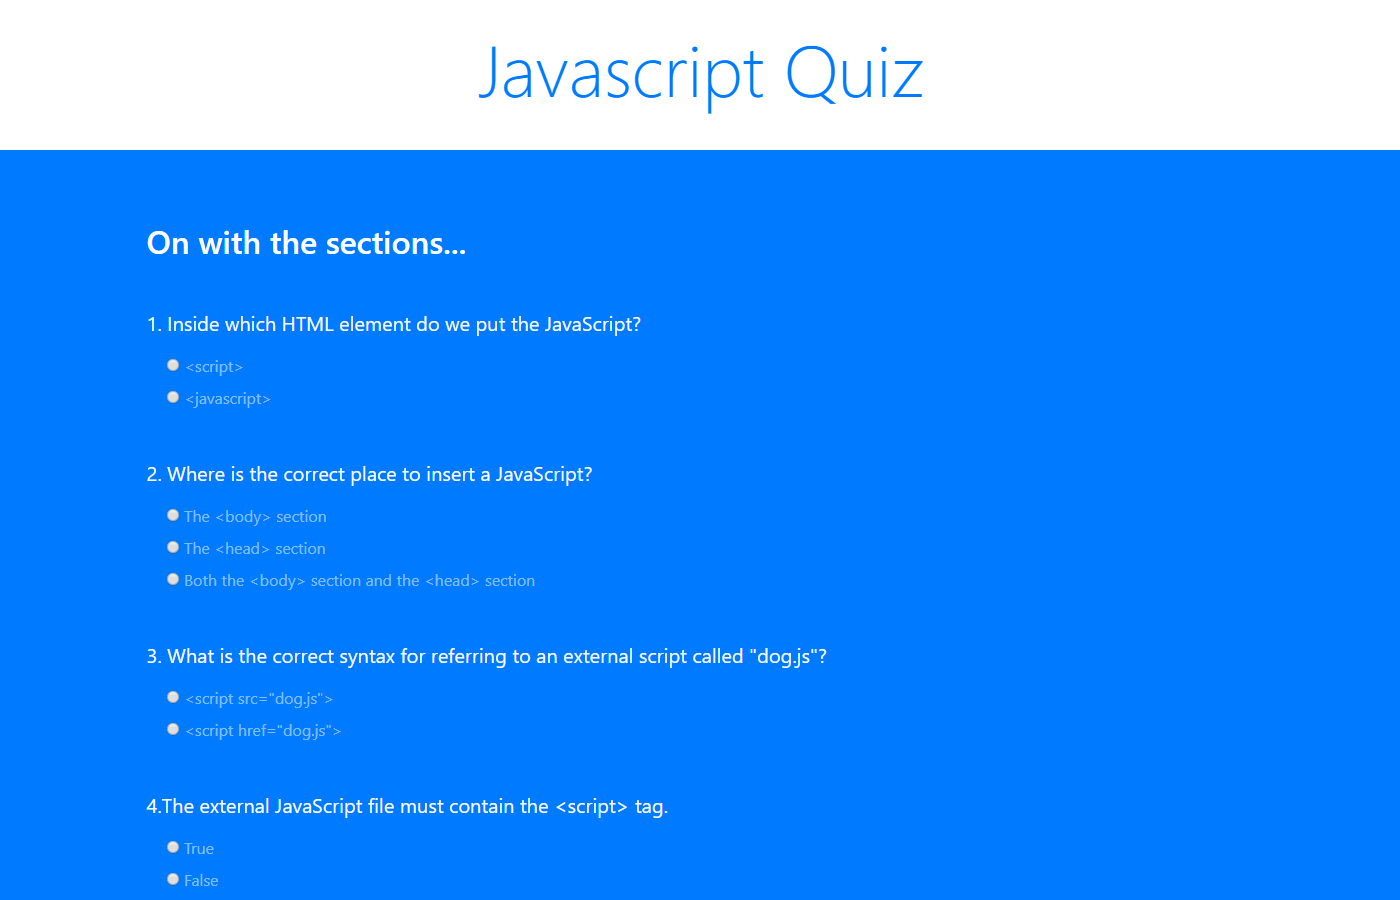 Javascript Quiz
On with the sections...
1. Inside which HTML element do we put the JavaScript?
<script>
<javascript>
2. Where is the correct place to insert a JavaScript?
The <body> section
The <head> section
Both the <body> section and the <head> section
3. What is the correct syntax for referring to an external script called "dog.js"?
<script src="dog.js">
<script href="dog.js">
4.The external JavaScript file must contain the <script> tag.
True
False